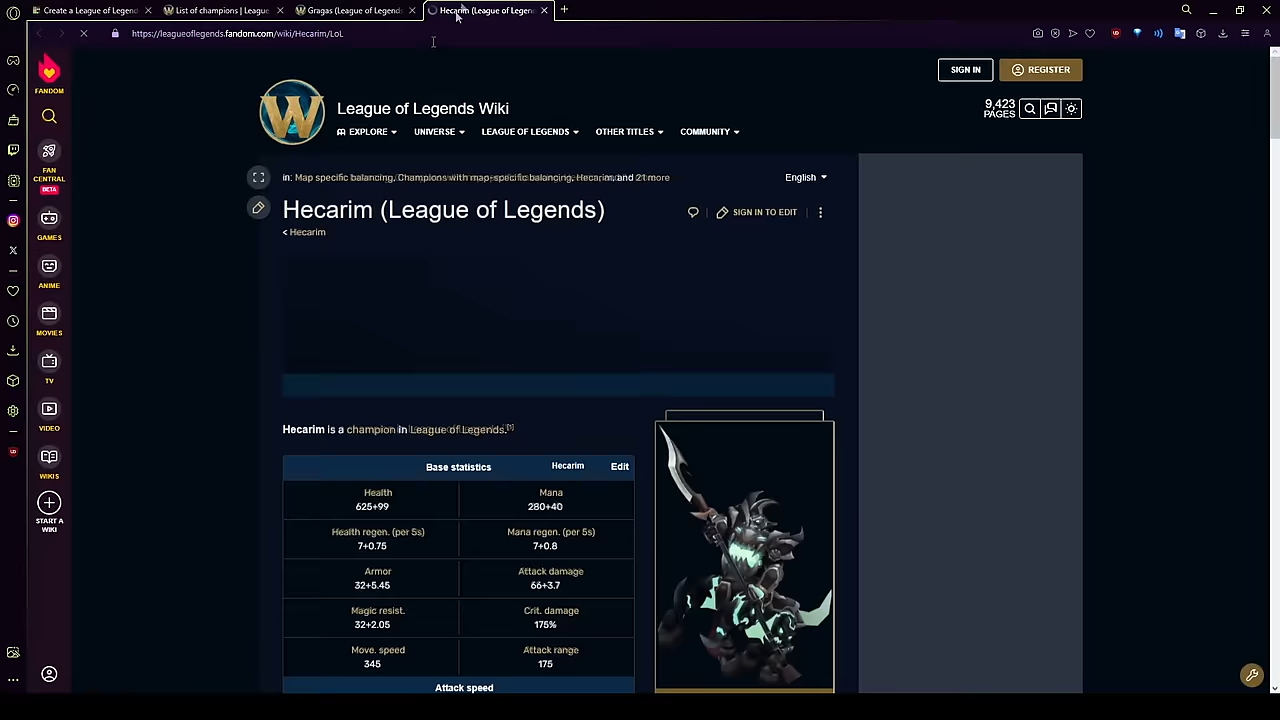 Create a League of Legend
List of champions | League
Gragas (League of Legends
Hecarim (League of Legen
https://leagueoflegends.fandom.com/wiki/Hecarim/LoL
SIGN IN
REGISTER
FANDOM
League of Legends Wiki
9,423
PAGES
EXPLORE
UNIVERSE
LEAGUE OF LEGENDS
OTHER TITLES
COMMUNITY
FAN
CENTRAL
BETA
in: Map specific balancing, Champions with map-specific balancing, Hecarim, and 21 more
English
Hecarim (League of Legends)
SIGN IN TO EDIT
< Hecarim
GAMES
ANIME
MOVIES
TV
VIDEO
WIKIS
START A
WIKI
Hecarim is a champion in League of Legends.[1]
Base statistics
Hecarim
Edit
Health
625+99
Mana
280+40
Health regen. (per 5s)
7+0.75
Mana regen. (per 5s)
7+0.8
Armor
32+5.45
Attack damage
66+3.7
Magic resist.
32+2.05
Crit. damage
175%
Move. speed
345
Attack range
175
Attack speed